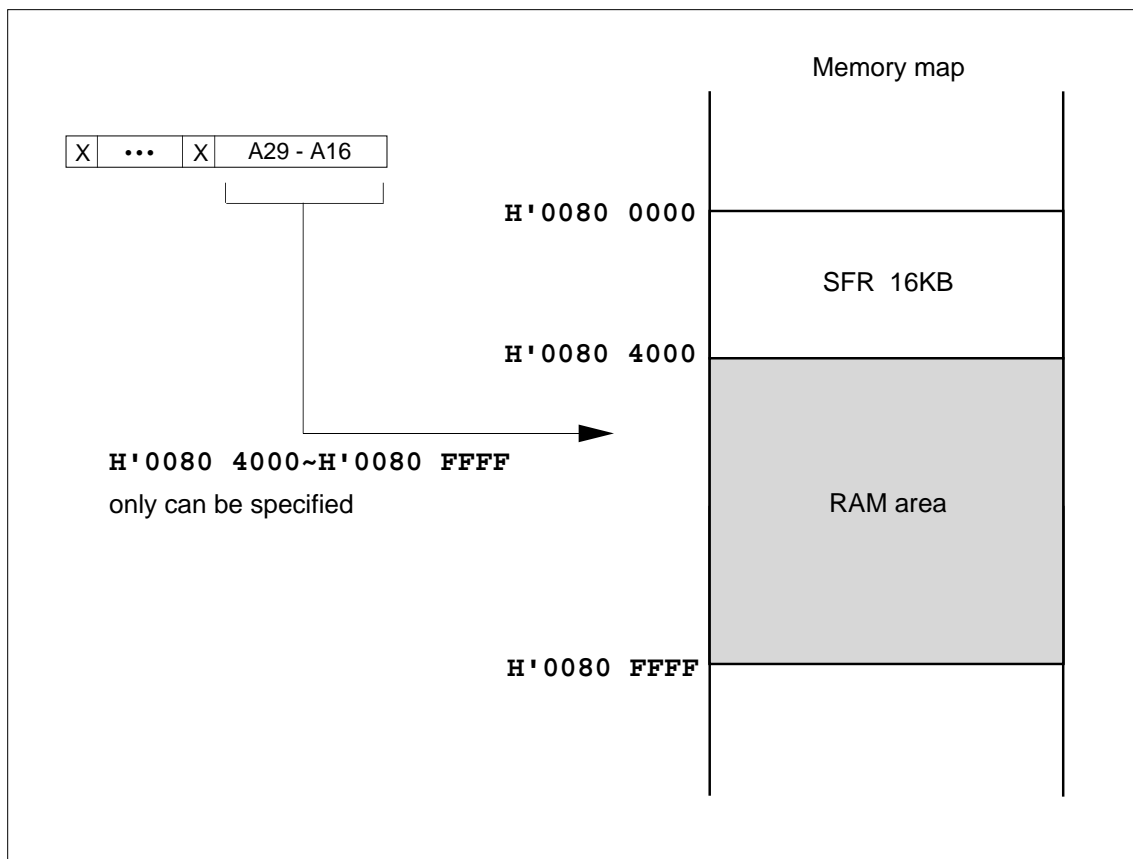 Memory map
X ••• X A29 - A16
H'0080 0000
SFR 16KB
H'0080 4000
H'0080 4000~H'0080 FFFF
only can be specified
RAM area
H'0080 FFFF